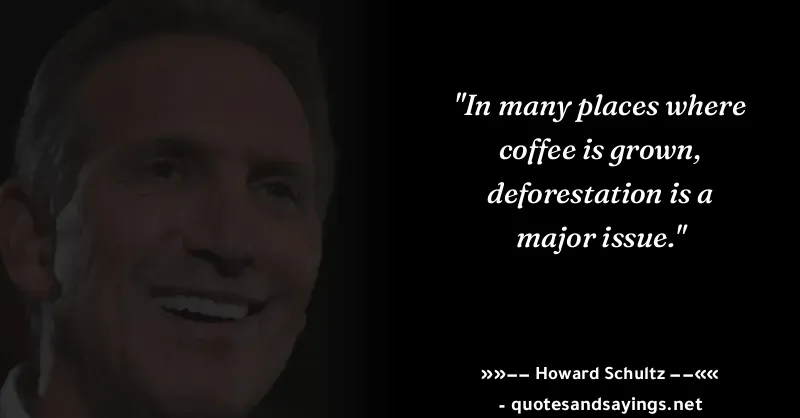 "In many places where
coffee is grown,
deforestation is a
major issue."
»»-- Howard Schultz --««
- quotesandsayings.net